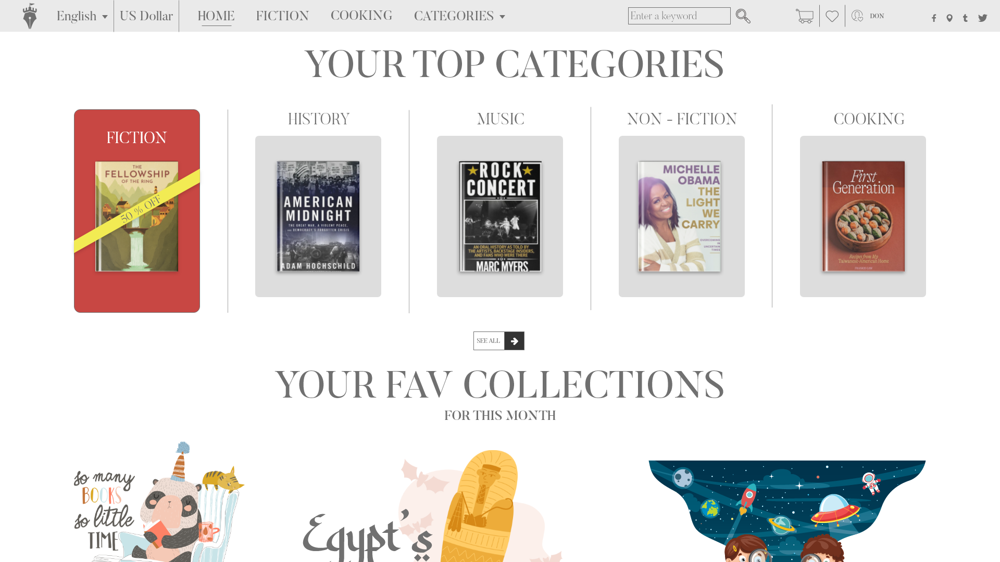 English
US Dollar
HOME
FICTION
COOKING
CATEGORIES
Enter a keyword
DON
YOUR TOP CATEGORIES
FICTION
THE
FELLOWSHIP
OF THE RING
50 % OFF
HISTORY
AMERICAN
MIDNIGHT
THE GREAT WAR, A VIOLENT PEACE,
AND DEMOCRACY'S FORGOTTEN CRISIS
ADAM HOCHSCHILD
MUSIC
ROCK
CONCERT
AN ORAL HISTORY AS TOLD BY
THE ARTISTS, BACKSTAGE INSIDERS,
AND FANS WHO WERE THERE
MARC MYERS
NON - FICTION
MICHELLE
OBAMA
THE
LIGHT
WE
CARRY
OVERCOMING
IN
UNCERTAIN
TIMES
COOKING
First
Generation
Recipes from My
Taiwanese-American Home
SEE ALL
YOUR FAV COLLECTIONS
FOR THIS MONTH
so many
BOOKS
so little
TIME
Egypt's